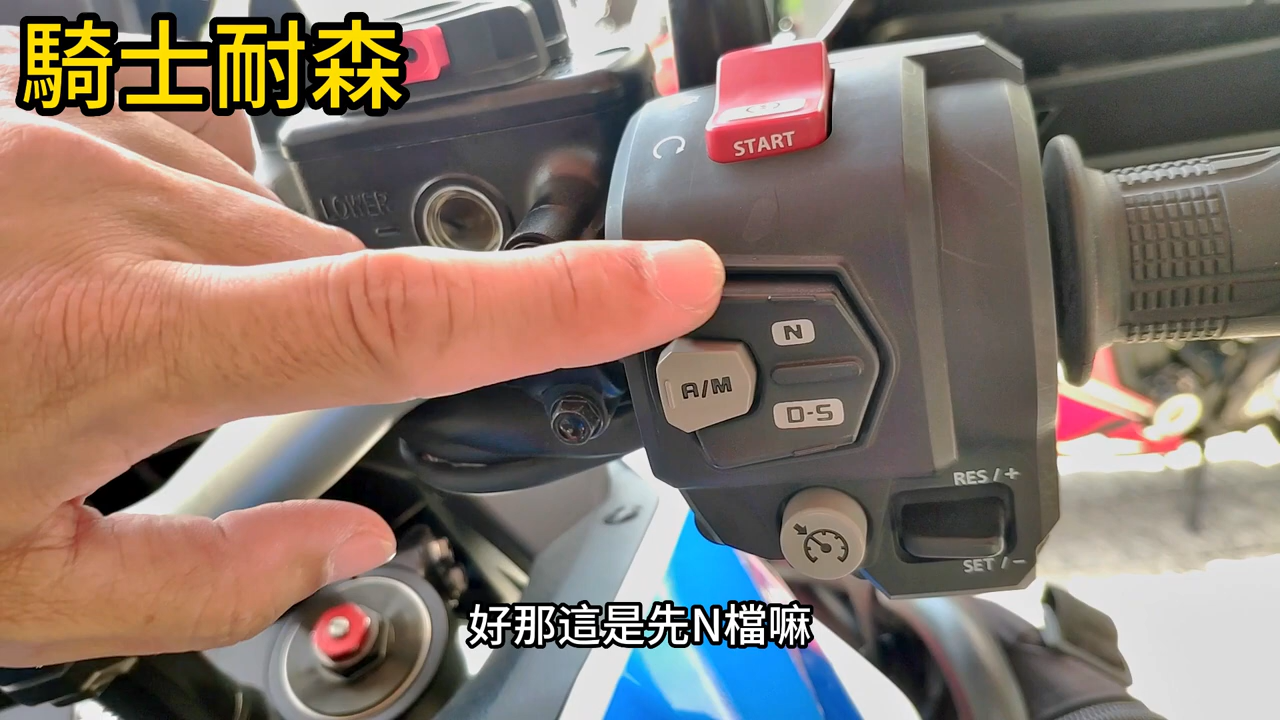 騎士耐森
START
LOWER
N
A/M
D-S
RES / +
SET / -
好那這是先N檔嘛